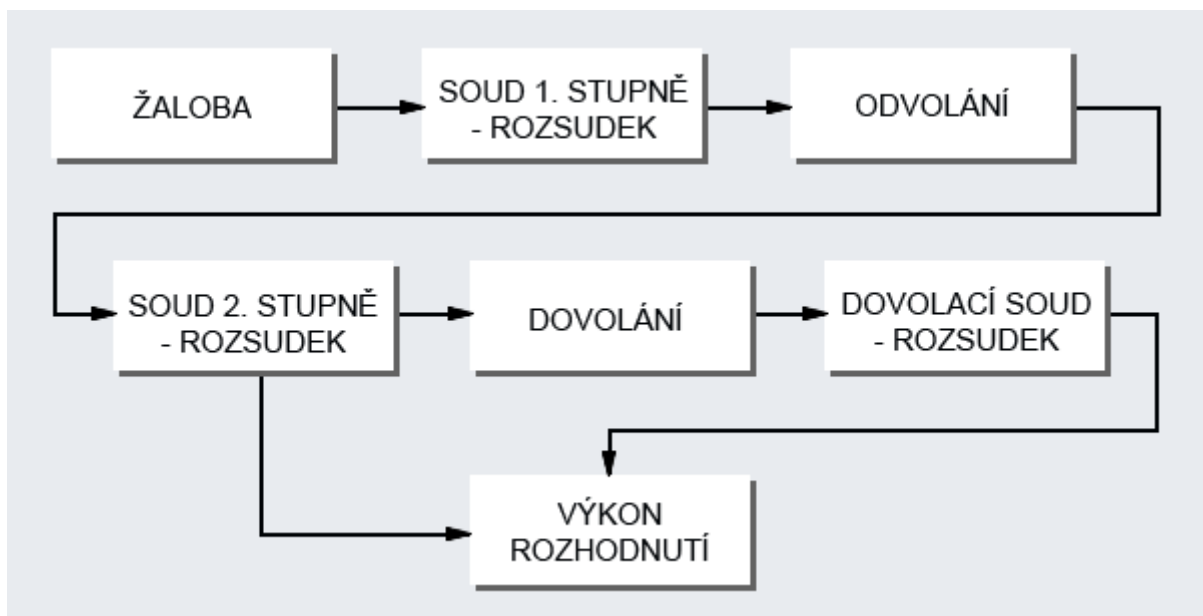 ŽALOBA
SOUD 1. STUPNĚ
- ROZSUDEK
ODVOLÁNÍ
SOUD 2. STUPNĚ
- ROZSUDEK
DOVOLÁNÍ
DOVOLACÍ SOUD
- ROZSUDEK
VÝKON
ROZHODNUTÍ